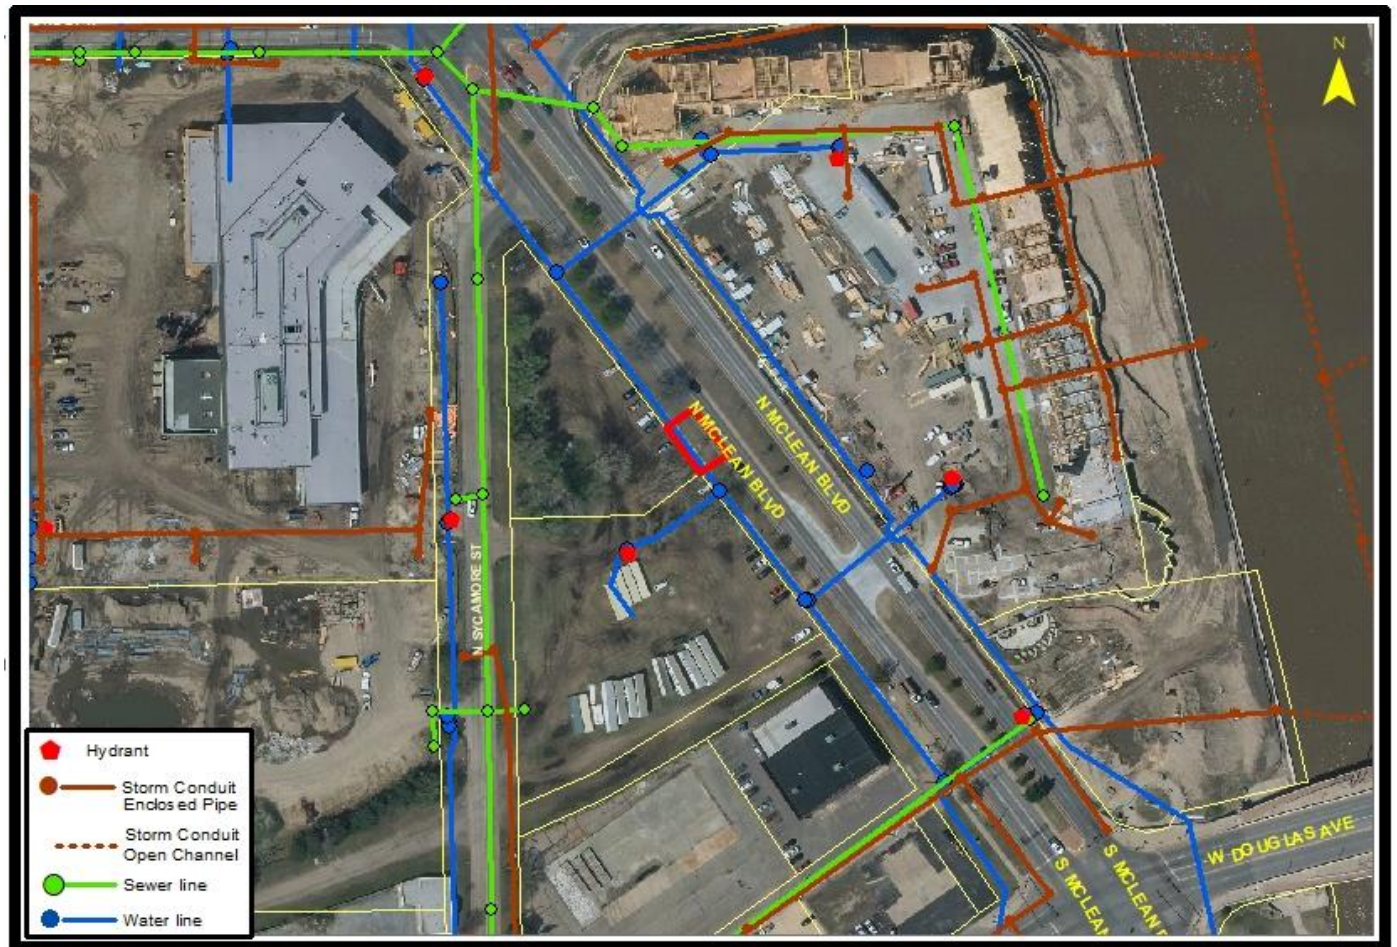 N
N MCLEAN BLVD
N MCLEAN BLVD
N SYCAMORE ST
W DOUGLAS AVE
S MCLEAN
S MCLEAN
Hydrant
Storm Conduit
Enclosed Pipe
Storm Conduit
Open Channel
Sewer line
Water line